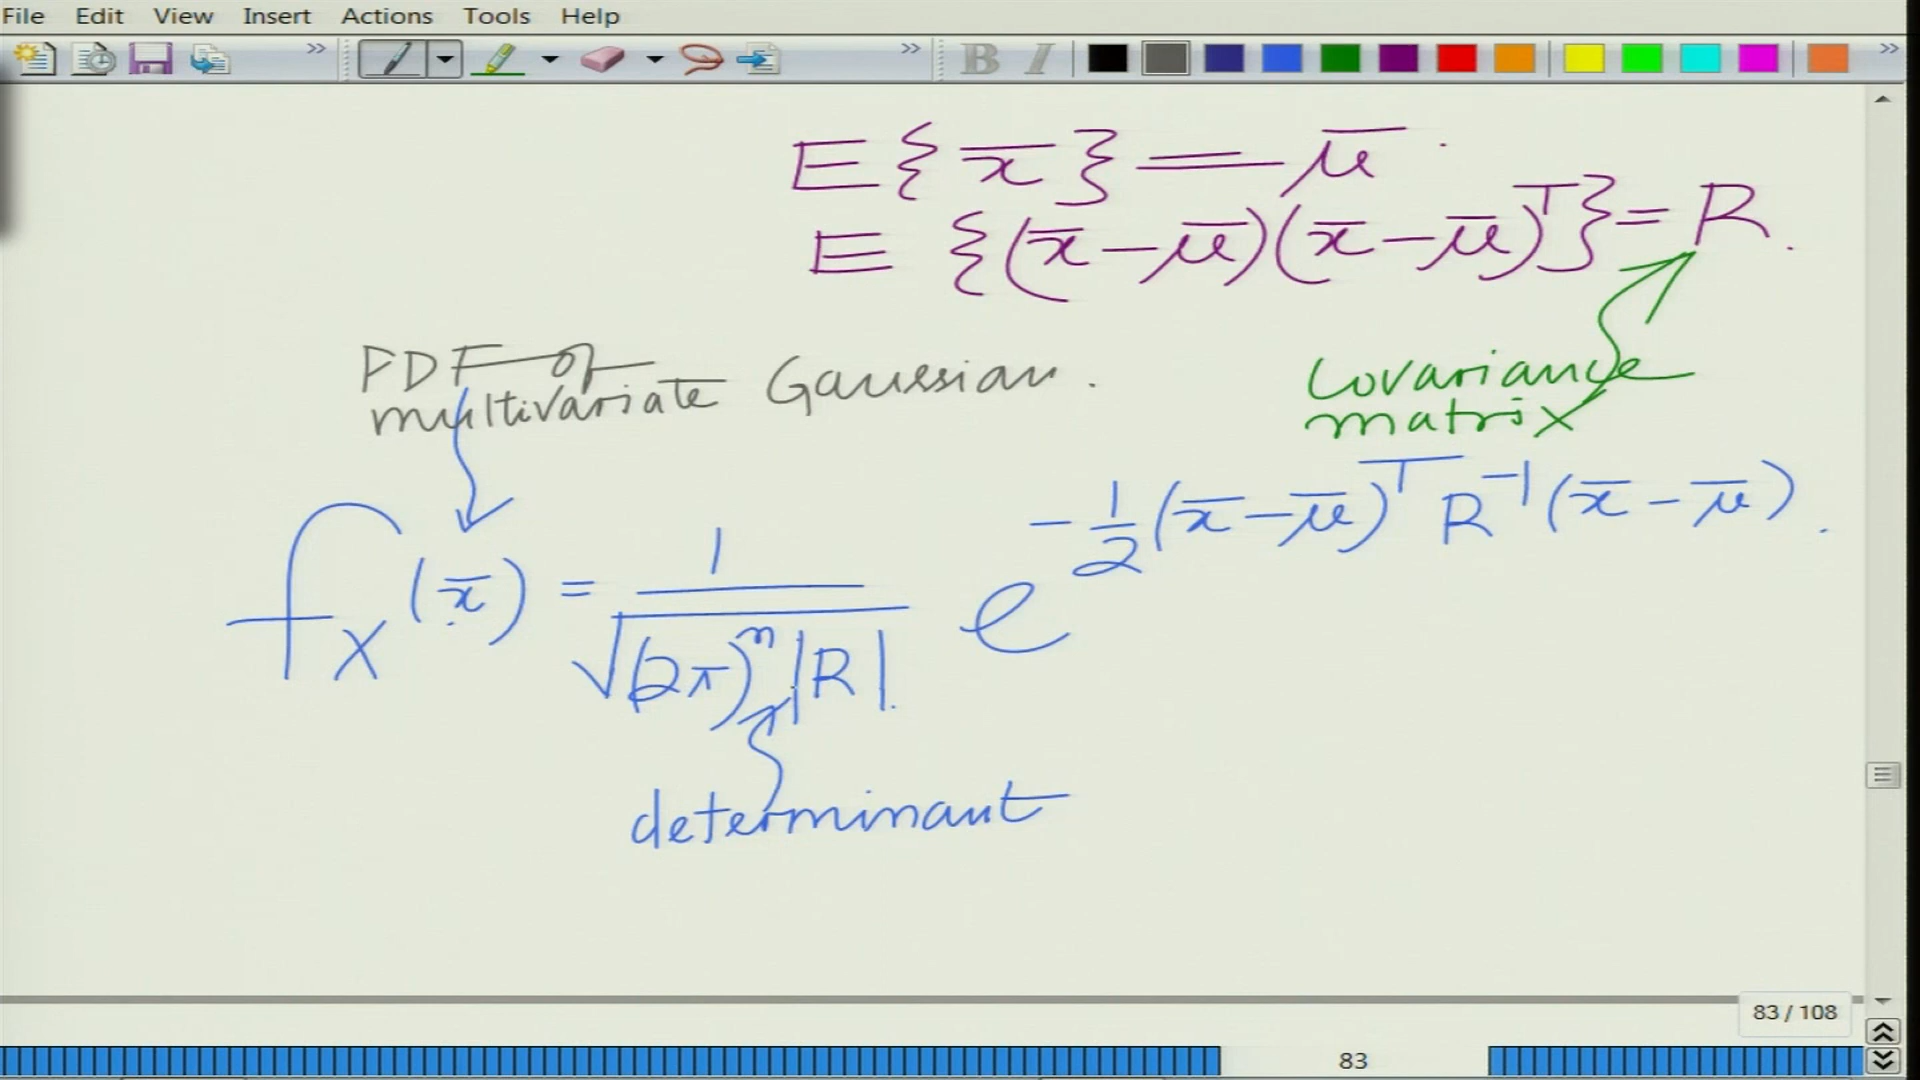 File Edit View Insert Actions Tools Help
B I
E{x̄} = μ̄
E {(x̄ - μ̄)(x̄ - μ̄)ᵀ} = R.
PDF of
multivariate Gaussian.
Covariance
matrix
f_X(x̄) = 1/√((2π)ⁿ|R|) e^(-1/2 (x̄ - μ̄)ᵀ R⁻¹ (x̄ - μ̄)).
determinant
83 / 108
83